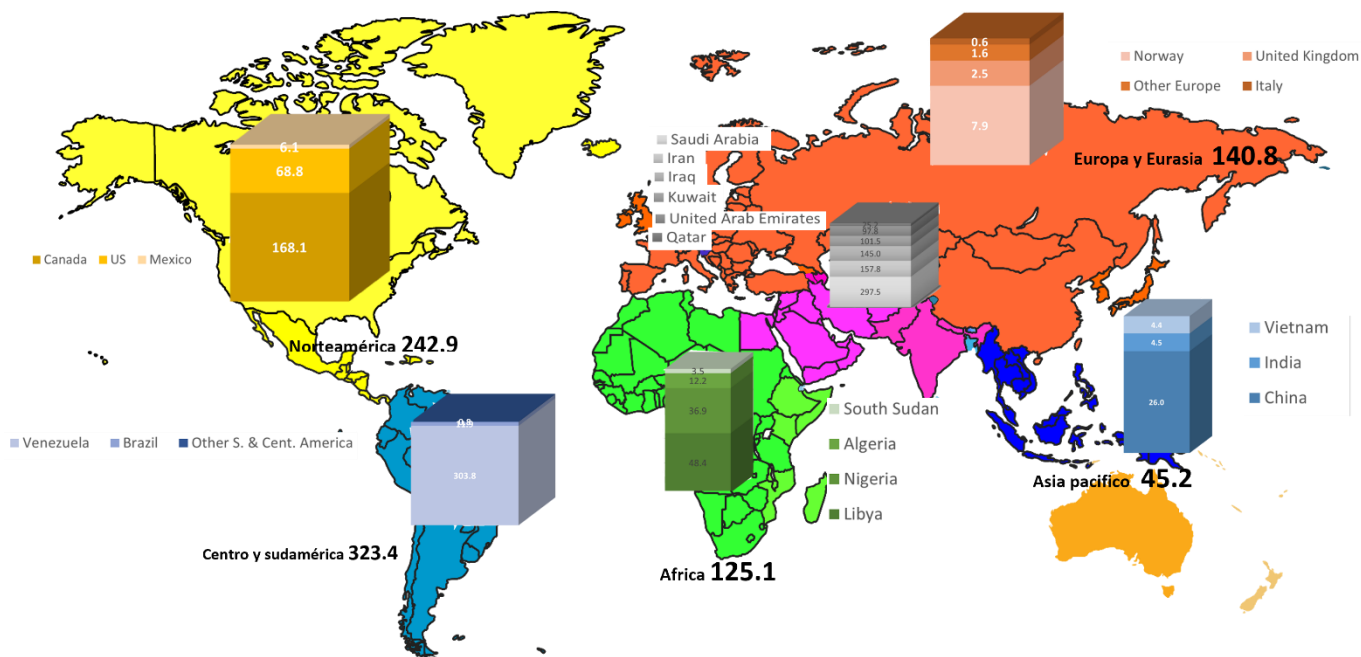 0.6
1.6
2.5
7.9
Norway United Kingdom
Other Europe Italy
Europa y Eurasia 140.8
6.1
68.8
168.1
Canada US Mexico
Norteamérica 242.9
Saudi Arabia
Iran
Iraq
Kuwait
United Arab Emirates
Qatar
97.8
101.5
145.0
157.8
297.5
4.4
4.5
26.0
Vietnam
India
China
Asia pacifico 45.2
3.5
12.2
36.9
48.4
South Sudan
Algeria
Nigeria
Libya
Africa 125.1
303.8
Venezuela Brazil Other S. & Cent. America
Centro y sudamérica 323.4